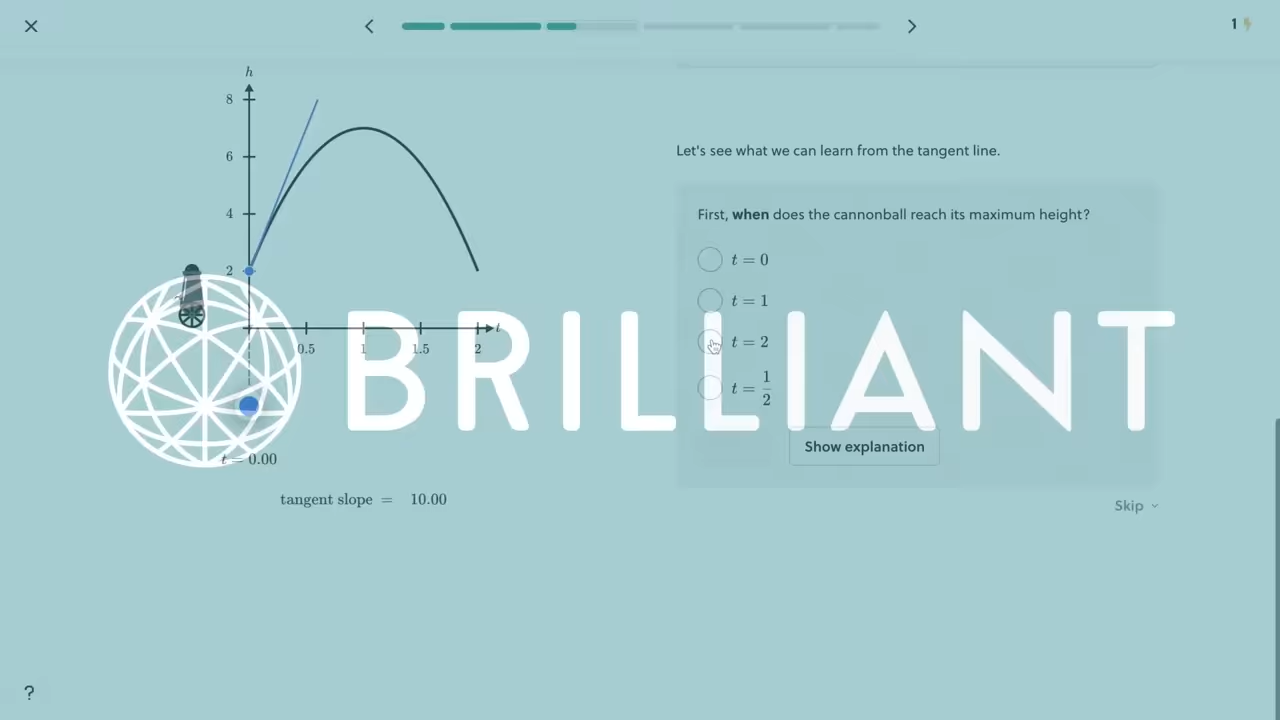 1
h
8
6
4
2
t
0.5 1 1.5 2
t = 0.00
tangent slope = 10.00
Let's see what we can learn from the tangent line.
First, when does the cannonball reach its maximum height?
t = 0
t = 1
t = 2
t = 1/2
BRILLIANT
Show explanation
Skip
?